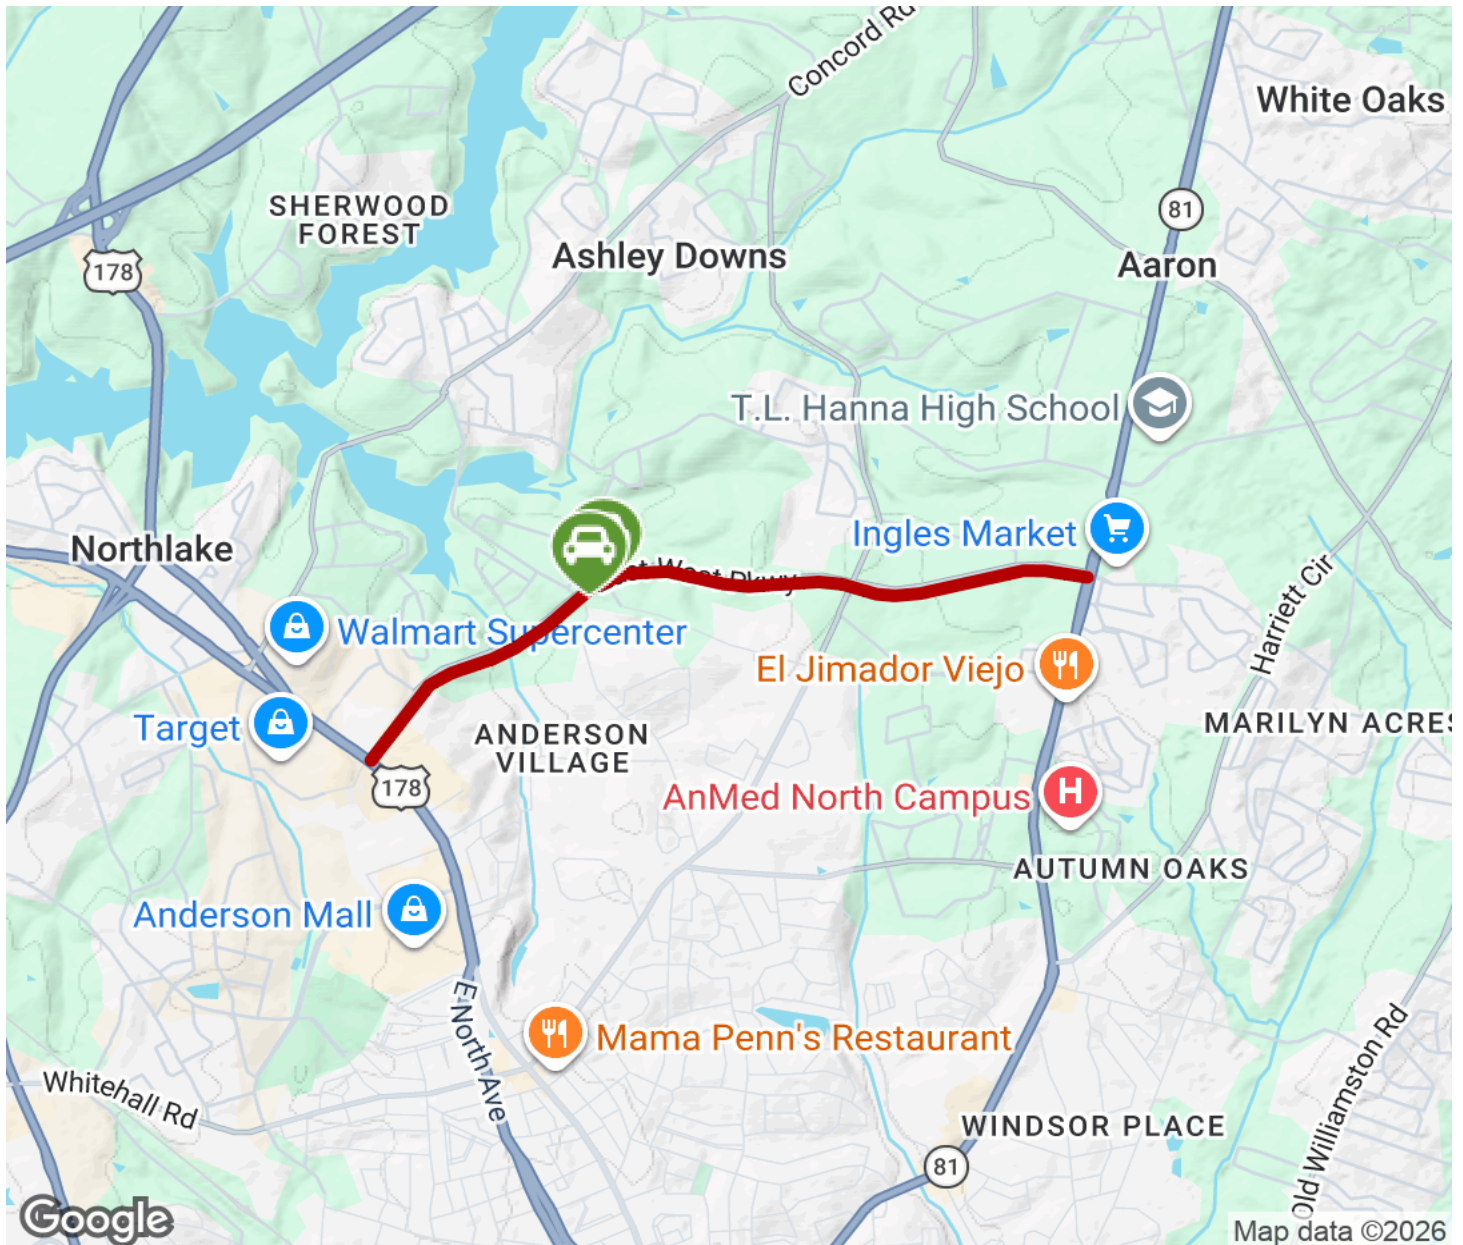 Concord Rd
White Oaks
SHERWOOD
FOREST
81
Ashley Downs
Aaron
178
T.L. Hanna High School
Ingles Market
Northlake
Harriett Cir
West Pkwy
Walmart Supercenter
El Jimador Viejo
Target
ANDERSON
VILLAGE
MARILYN ACRES
178
AnMed North Campus
H
AUTUMN OAKS
Anderson Mall
E North Ave
Mama Penn's Restaurant
Whitehall Rd
WINDSOR PLACE
Old Williamston Rd
81
Google
Map data ©2026